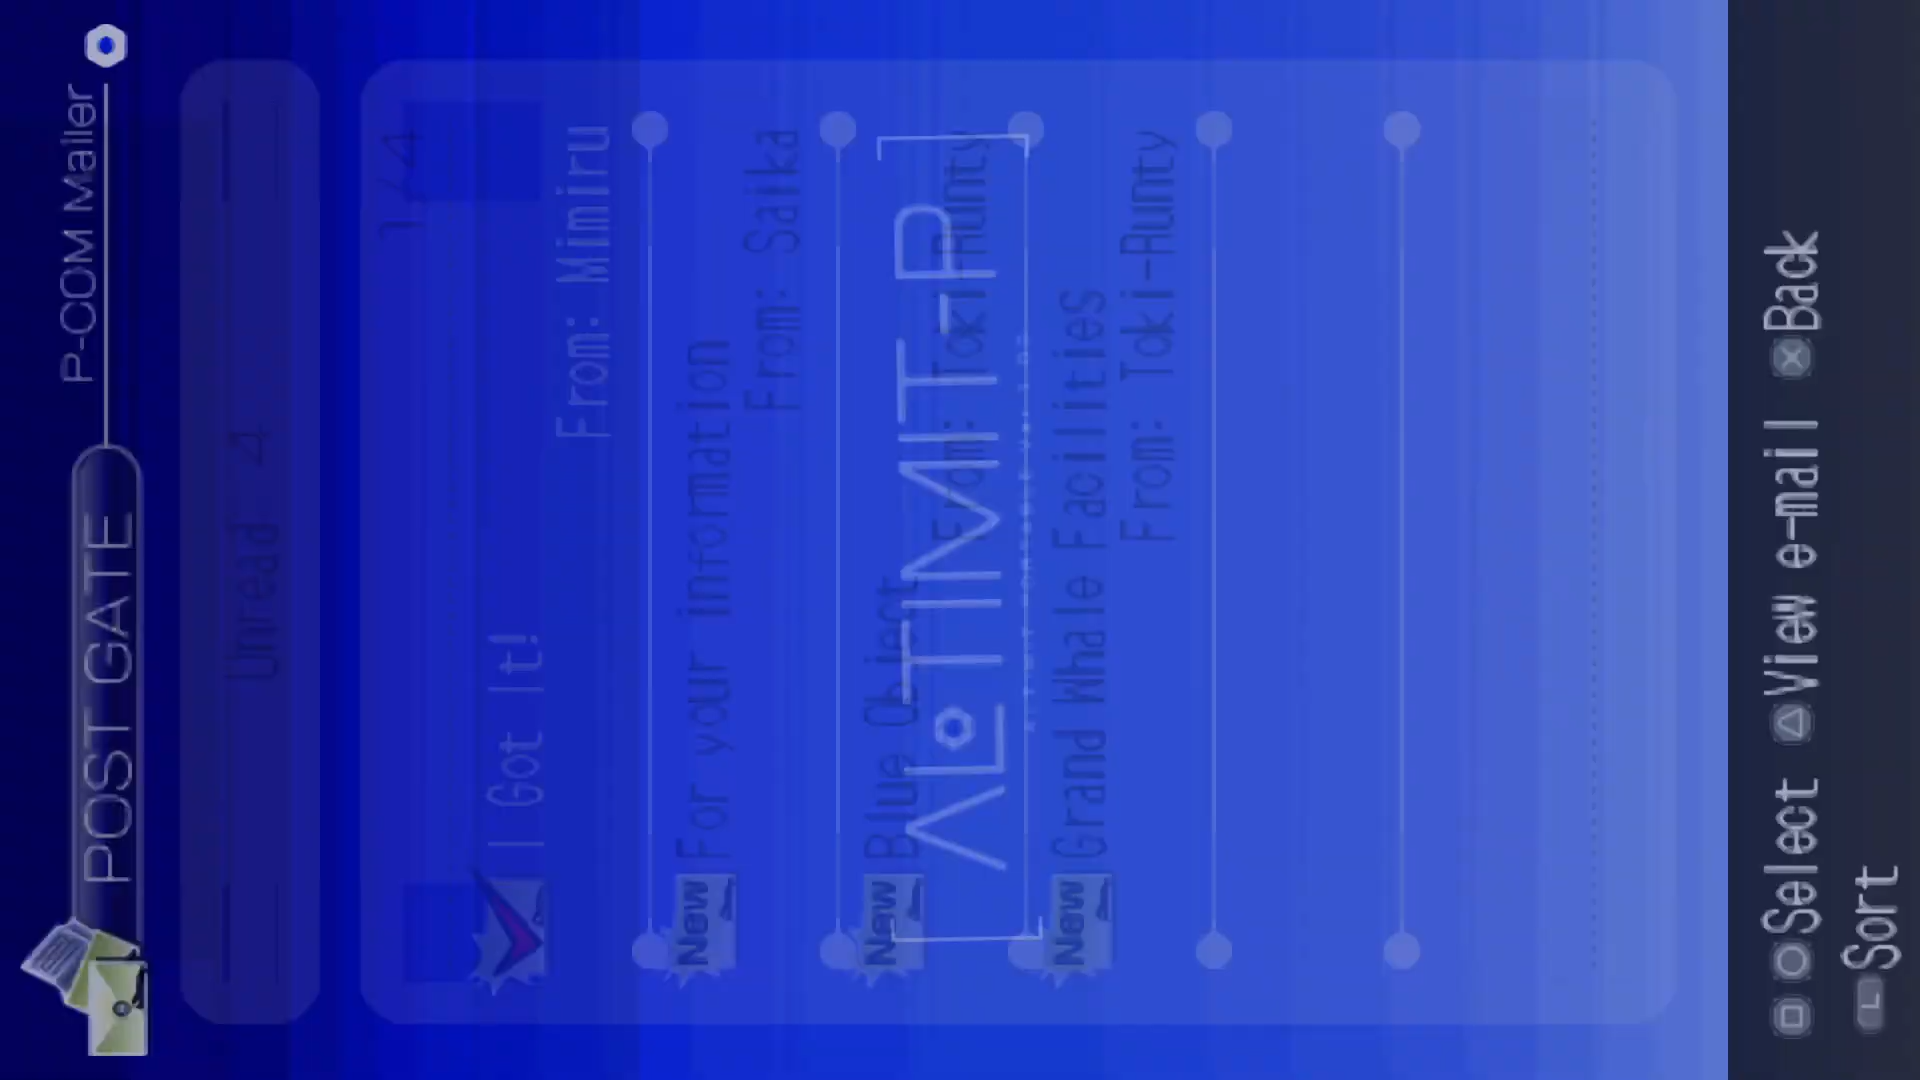 POST GATE
P-COM Mailer
Unread 4
1/4
I Got It!
From: Mimiru
New
For your information
From: Saika
New
Blue Object
From: Toki-Runty
ALTIMIT-P
New
Grand Whale Facilities
From: Toki-Runty
Select View e-mail Back
L Sort